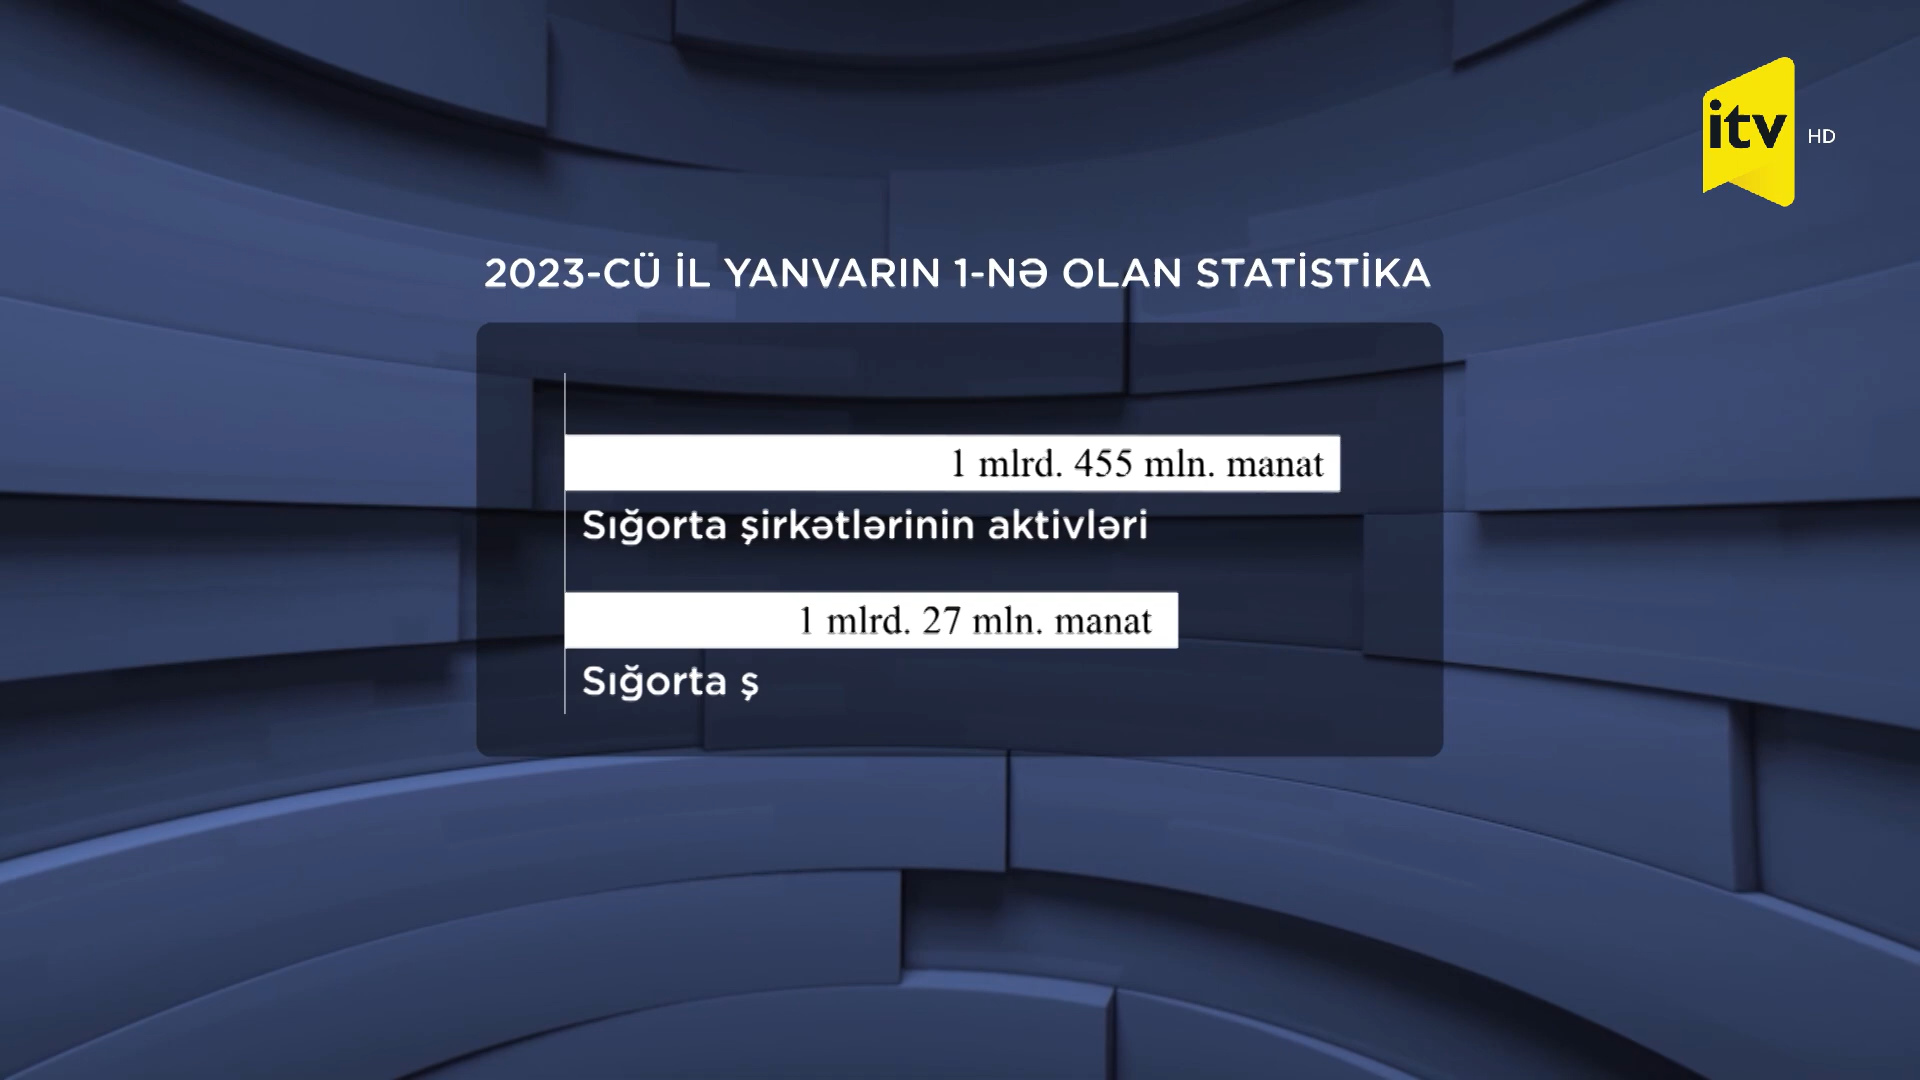 itv HD
2023-CÜ İL YANVARIN 1-NƏ OLAN STATİSTİKA
1 mlrd. 455 mln. manat
Sığorta şirkətlərinin aktivləri
1 mlrd. 27 mln. manat
Sığorta ş